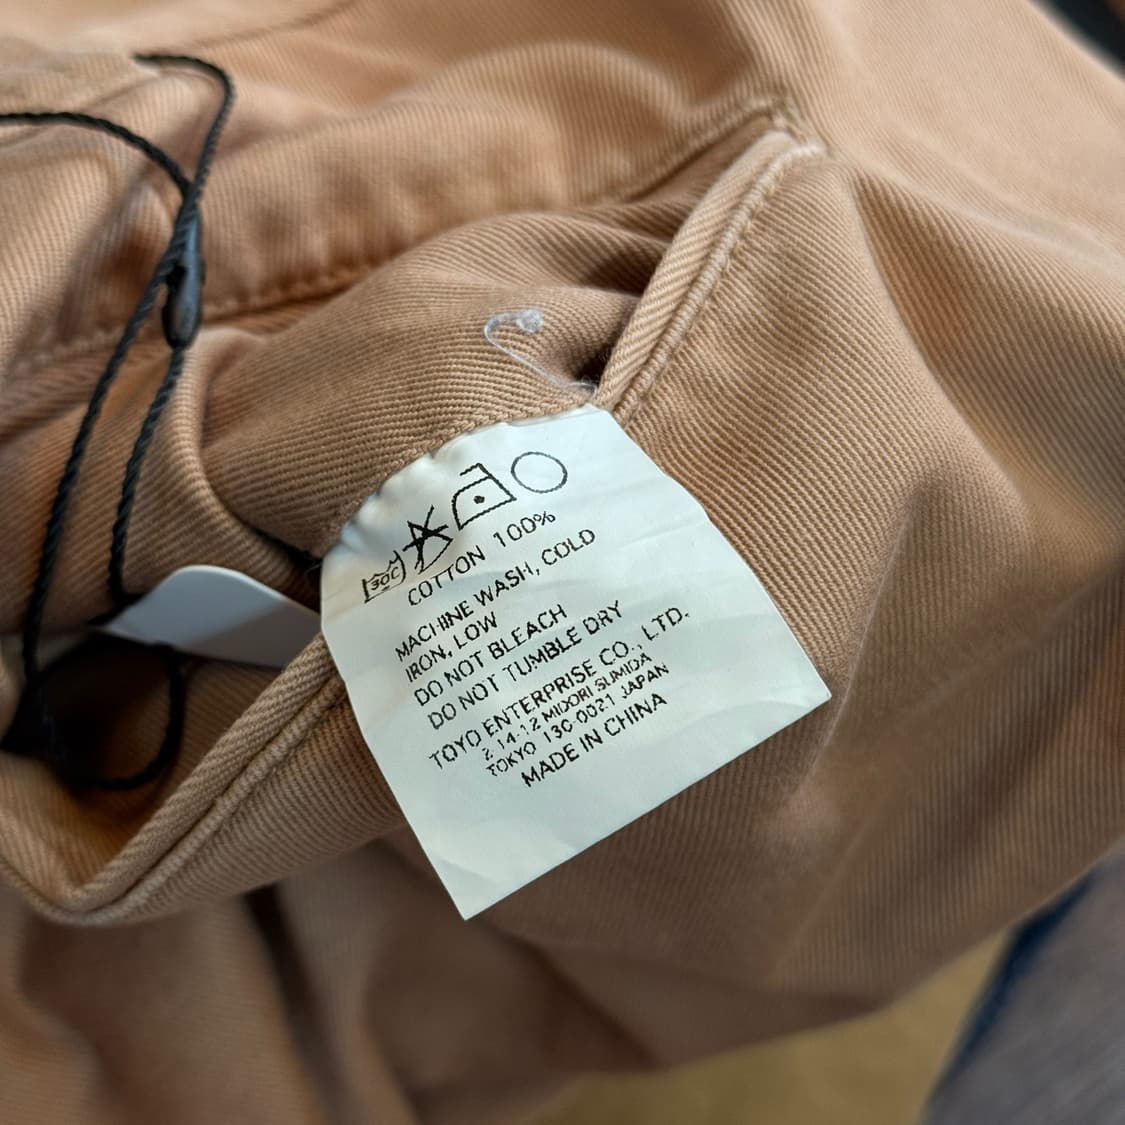 30C
COTTON 100%
MACHINE WASH, COLD
IRON, LOW
DO NOT BLEACH
DO NOT TUMBLE DRY
TOYO ENTERPRISE CO., LTD.
2 14-12 MIDORI SUMIDA
TOKYO 130-0021 JAPAN
MADE IN CHINA